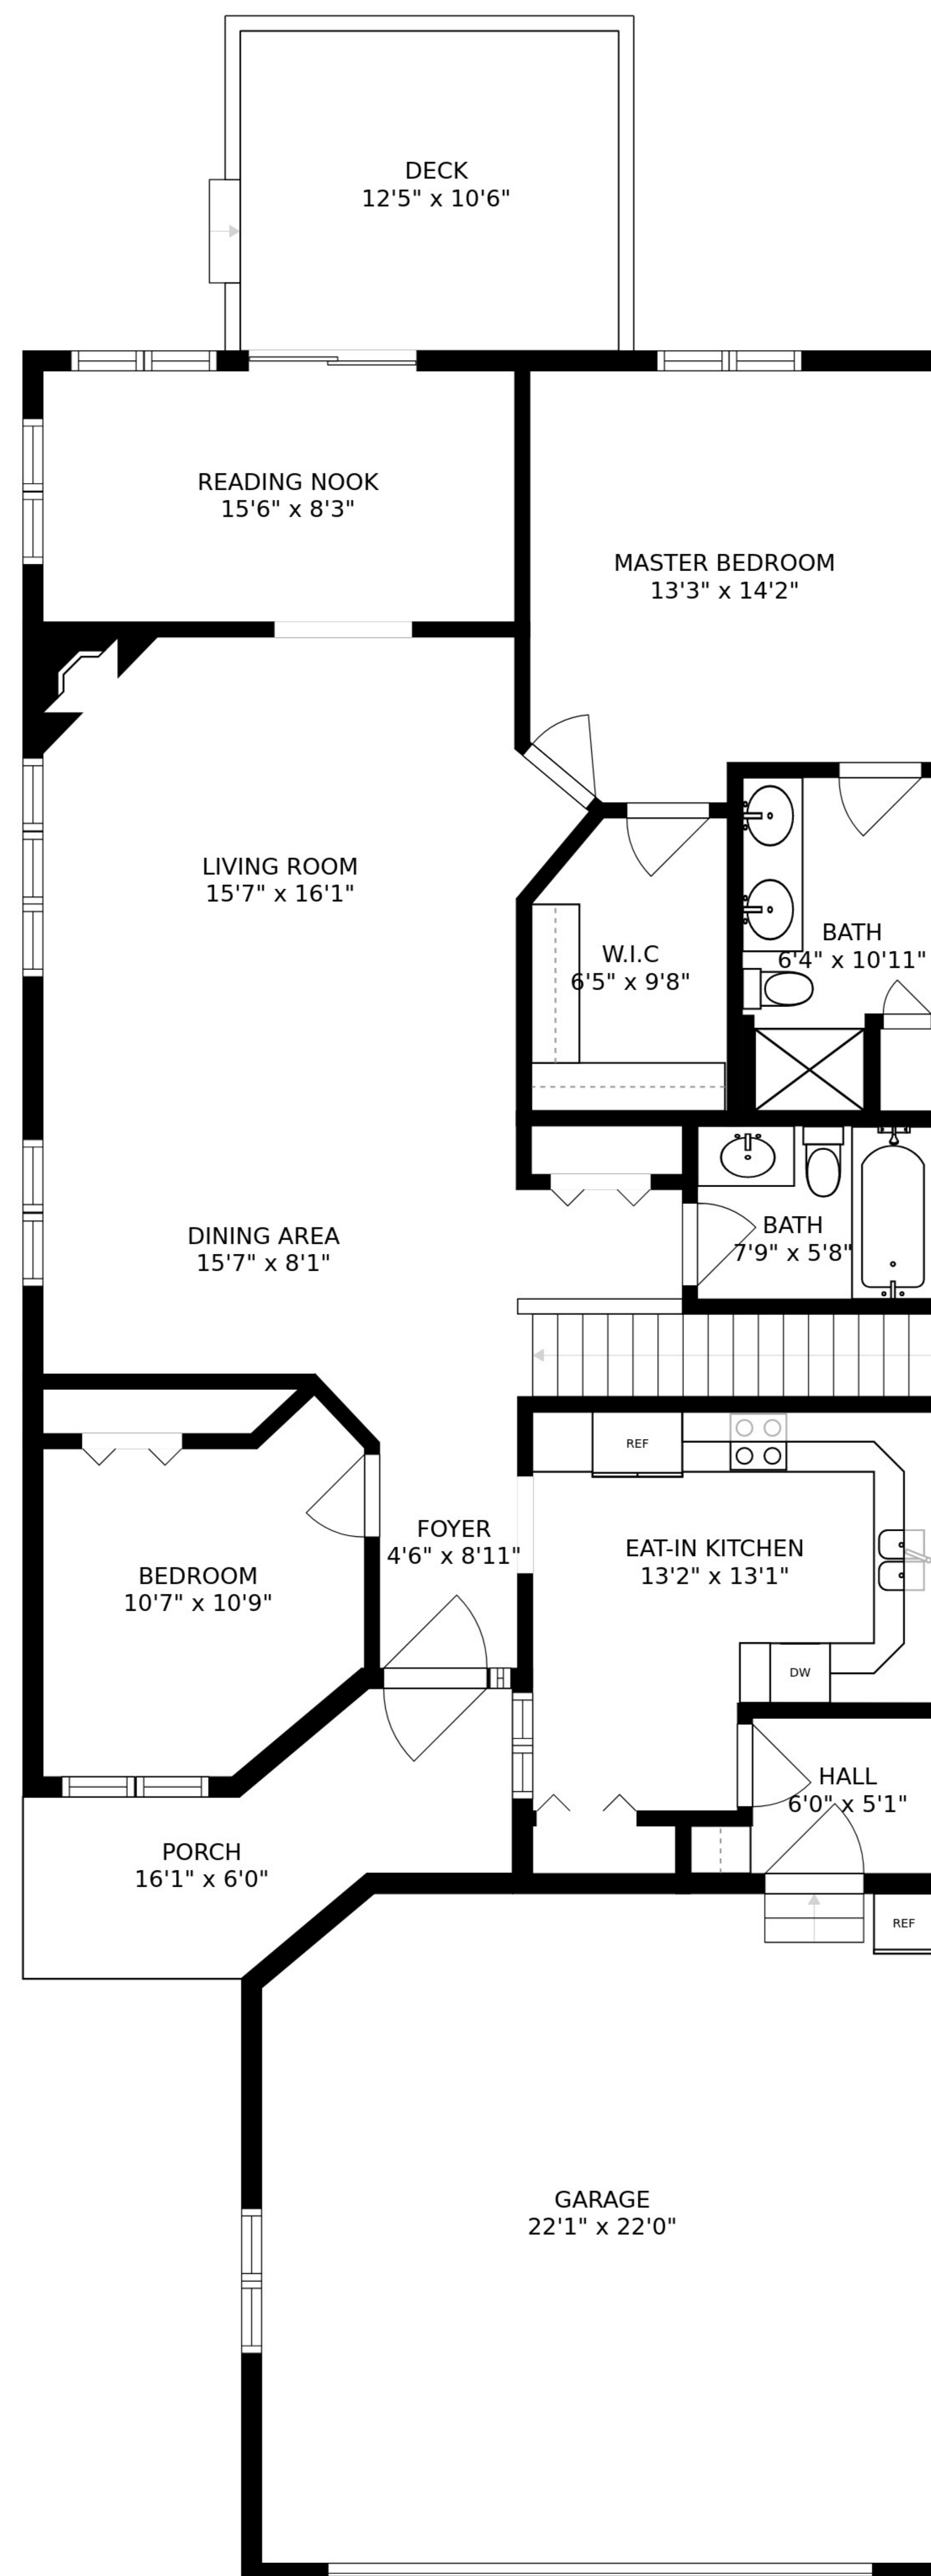 DECK
12'5" x 10'6"
READING NOOK
15'6" x 8'3"
MASTER BEDROOM
13'3" x 14'2"
LIVING ROOM
15'7" x 16'1"
W.I.C
6'5" x 9'8"
BATH
6'4" x 10'11"
DINING AREA
15'7" x 8'1"
BATH
7'9" x 5'8"
REF
FOYER
4'6" x 8'11"
EAT-IN KITCHEN
13'2" x 13'1"
BEDROOM
10'7" x 10'9"
DW
HALL
6'0" x 5'1"
PORCH
16'1" x 6'0"
REF
GARAGE
22'1" x 22'0"